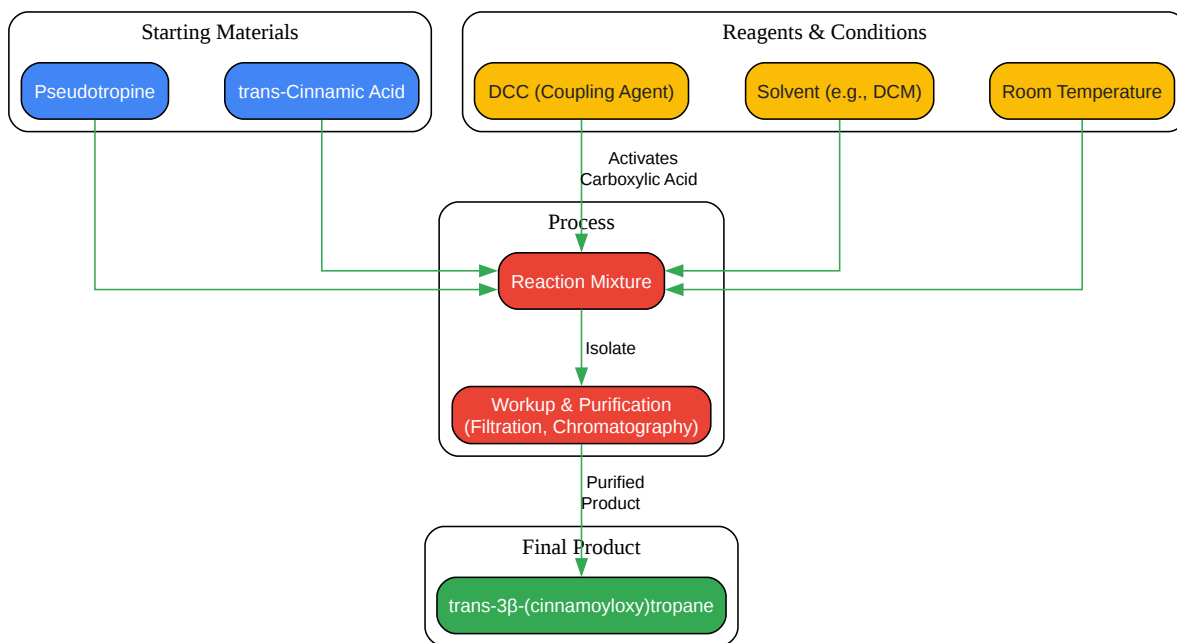 Starting Materials
Reagents & Conditions
Pseudotropine
trans-Cinnamic Acid
DCC (Coupling Agent)
Solvent (e.g., DCM)
Room Temperature
Activates
Carboxylic Acid
Process
Reaction Mixture
Isolate
Workup & Purification
(Filtration, Chromatography)
Purified
Product
Final Product
trans-3β-(cinnamoyloxy)tropane